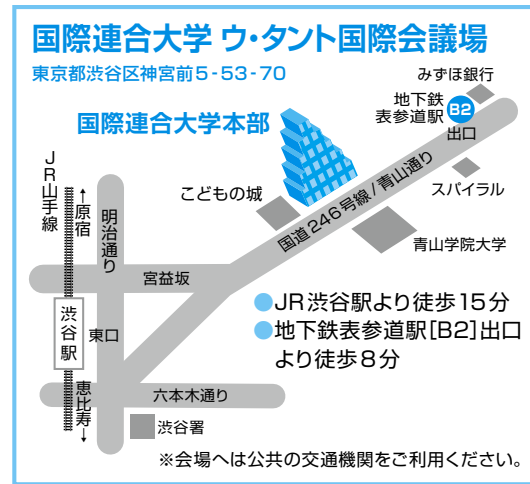 国際連合大学 ウ・タント国際会議場
東京都渋谷区神宮前5-53-70
みずほ銀行
地下鉄
表参道駅
B2
出口
国際連合大学本部
こどもの城
国道246号線/青山通り
スパイラル
青山学院大学
JR山手線
←原宿
明治通り
宮益坂
渋谷駅
東口
恵比寿→
六本木通り
渋谷署
●JR渋谷駅より徒歩15分
●地下鉄表参道駅[B2]出口
より徒歩8分
※会場へは公共の交通機関をご利用ください。